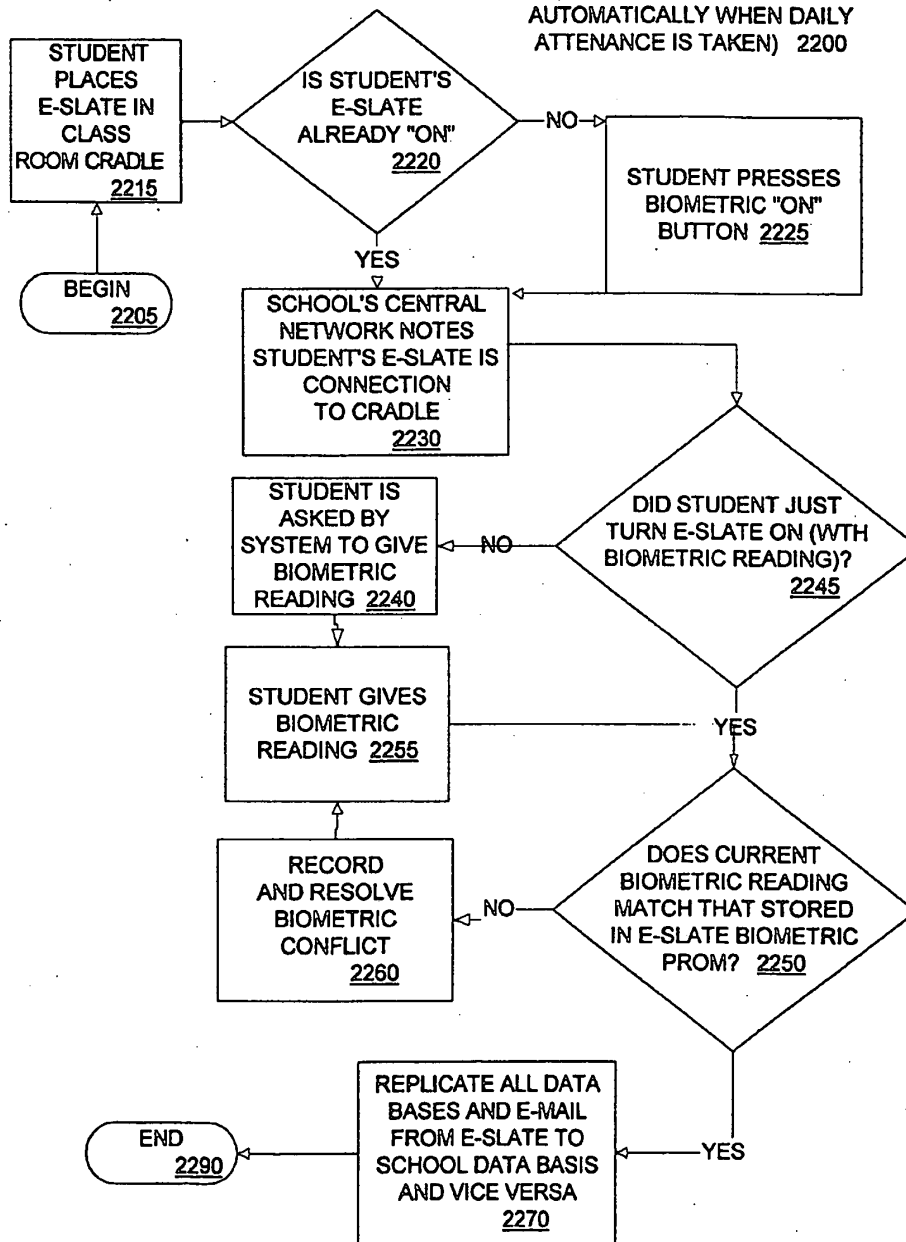 AUTOMATICALLY WHEN DAILY
ATTENANCE IS TAKEN) 2200
STUDENT
PLACES
E-SLATE IN
CLASS
ROOM CRADLE
2215
IS STUDENT'S
E-SLATE
ALREADY "ON"
2220
NO
STUDENT PRESSES
BIOMETRIC "ON"
BUTTON 2225
YES
BEGIN
2205
SCHOOL'S CENTRAL
NETWORK NOTES
STUDENT'S E-SLATE IS
CONNECTION
TO CRADLE
2230
DID STUDENT JUST
TURN E-SLATE ON (WTH
BIOMETRIC READING)?
2245
NO
STUDENT IS
ASKED BY
SYSTEM TO GIVE
BIOMETRIC
READING 2240
STUDENT GIVES
BIOMETRIC
READING 2255
YES
DOES CURRENT
BIOMETRIC READING
MATCH THAT STORED
IN E-SLATE BIOMETRIC
PROM? 2250
NO
RECORD
AND RESOLVE
BIOMETRIC
CONFLICT
2260
YES
REPLICATE ALL DATA
BASES AND E-MAIL
FROM E-SLATE TO
SCHOOL DATA BASIS
AND VICE VERSA
2270
END
2290